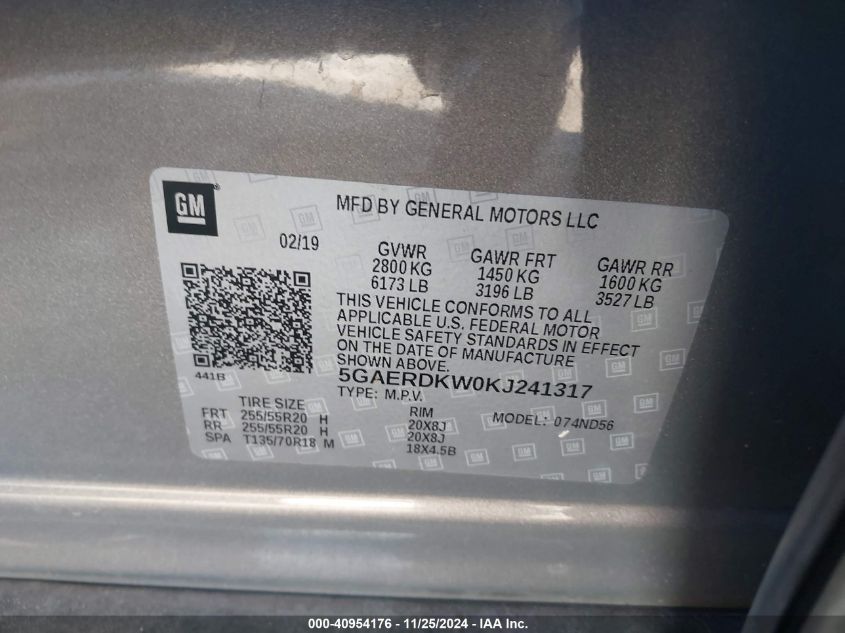 GM
MFD BY GENERAL MOTORS LLC
02/19
GVWR GAWR FRT GAWR RR
2800 KG 1450 KG 1600 KG
6173 LB 3196 LB 3527 LB
THIS VEHICLE CONFORMS TO ALL
APPLICABLE U.S. FEDERAL MOTOR
VEHICLE SAFETY STANDARDS IN EFFECT
ON THE DATE OF MANUFACTURE
SHOWN ABOVE.
441B
5GAERDKW0KJ241317
TYPE: M.P.V.
TIRE SIZE RIM MODEL: 074ND56
FRT 255/55R20 H 20X8J
RR 255/55R20 H 20X8J
SPA T135/70R18 M 18X4.5B
000-40954176 - 11/25/2024 - IAA Inc.